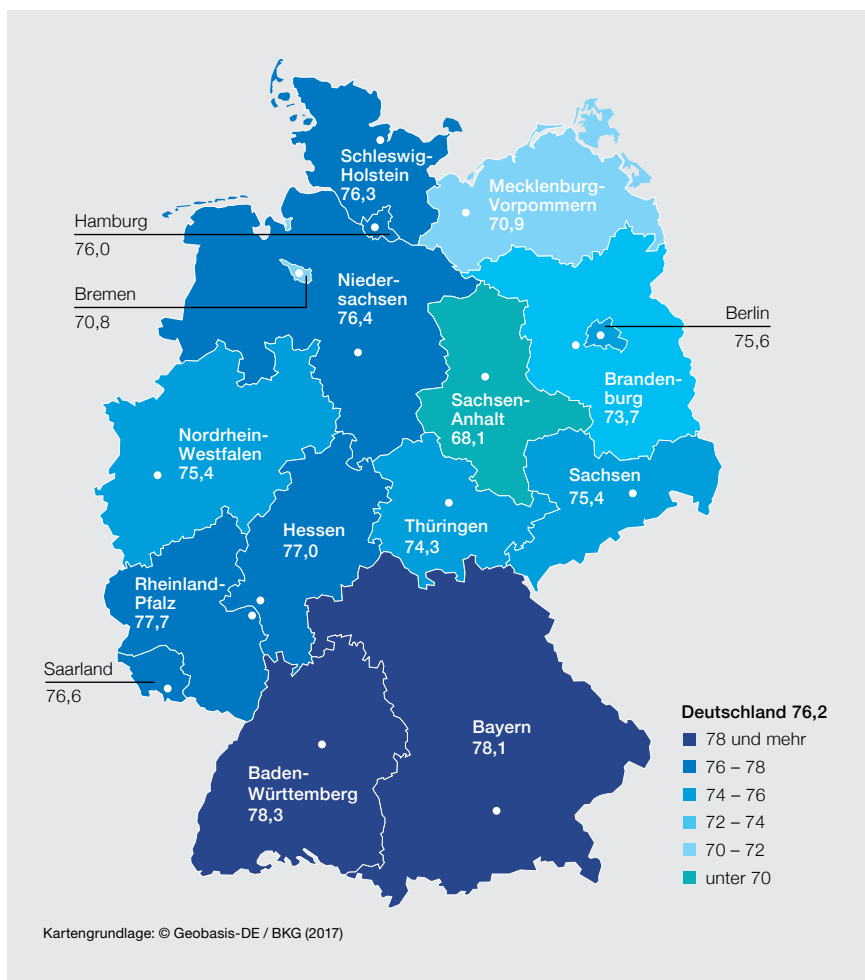 Schleswig-
Holstein
76,3
Mecklenburg-
Vorpommern
70,9
Hamburg
76,0
Bremen
70,8
Nieder-
sachsen
76,4
Berlin
75,6
Branden-
burg
73,7
Sachsen-
Anhalt
68,1
Nordrhein-
Westfalen
75,4
Sachsen
75,4
Hessen
77,0
Thüringen
74,3
Rheinland-
Pfalz
77,7
Saarland
76,6
Bayern
78,1
Baden-
Württemberg
78,3
Deutschland 76,2
78 und mehr
76 – 78
74 – 76
72 – 74
70 – 72
unter 70
Kartengrundlage: © Geobasis-DE / BKG (2017)